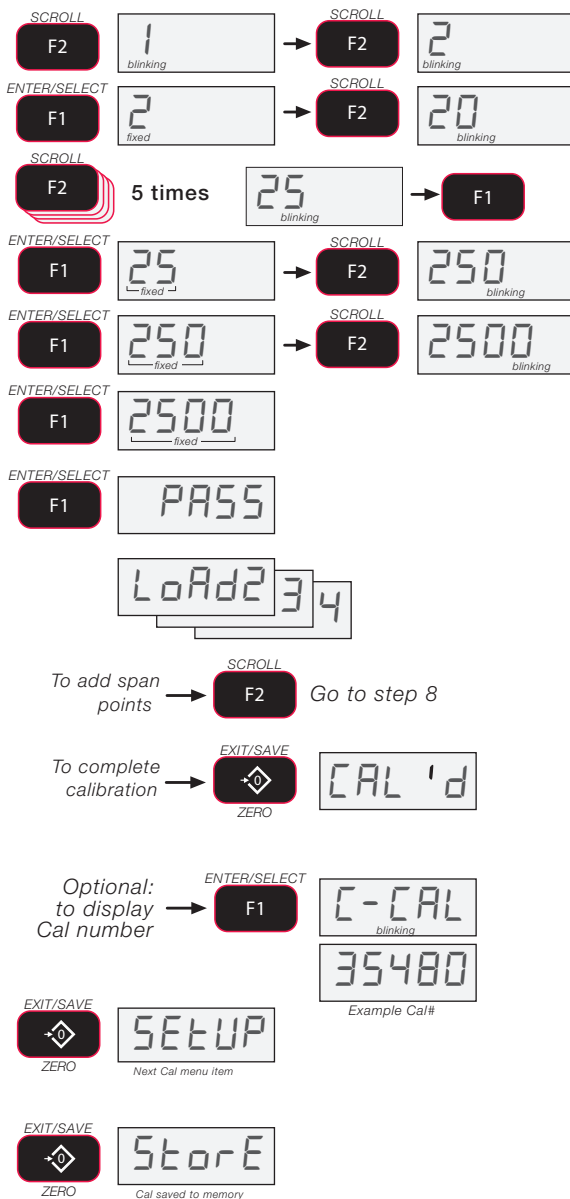 SCROLL
F2
1
blinking
SCROLL
F2
2
blinking
ENTER/SELECT
F1
2
fixed
SCROLL
F2
20
blinking
SCROLL
F2
5 times
25
blinking
F1
ENTER/SELECT
F1
25
fixed
SCROLL
F2
250
blinking
ENTER/SELECT
F1
250
fixed
SCROLL
F2
2500
blinking
ENTER/SELECT
F1
2500
fixed
ENTER/SELECT
F1
PASS
LoAd2
3
4
To add span
points
SCROLL
F2
Go to step 8
To complete
calibration
EXIT/SAVE
0
ZERO
CAL 'd
Optional:
to display
Cal number
ENTER/SELECT
F1
C-CAL
blinking
35480
Example Cal#
EXIT/SAVE
0
ZERO
SEtUP
Next Cal menu item
EXIT/SAVE
0
ZERO
StorE
Cal saved to memory